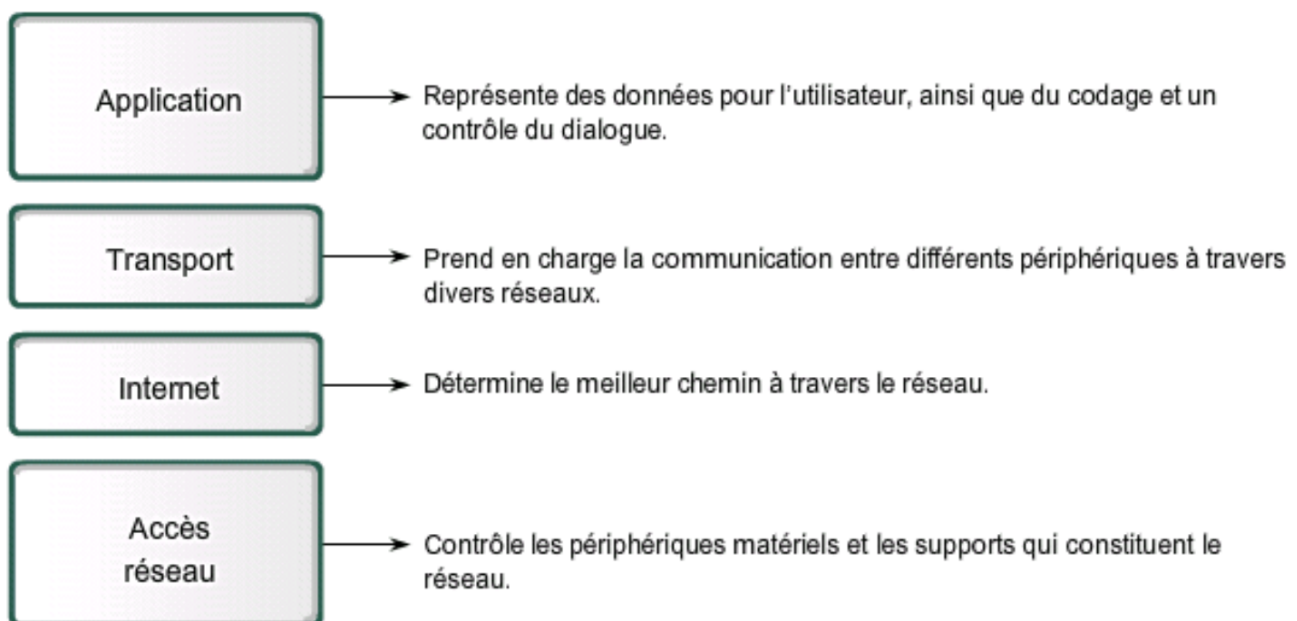 Application
Représente des données pour l'utilisateur, ainsi que du codage et un
contrôle du dialogue.
Transport
Prend en charge la communication entre différents périphériques à travers
divers réseaux.
Internet
Détermine le meilleur chemin à travers le réseau.
Accès
réseau
Contrôle les périphériques matériels et les supports qui constituent le
réseau.